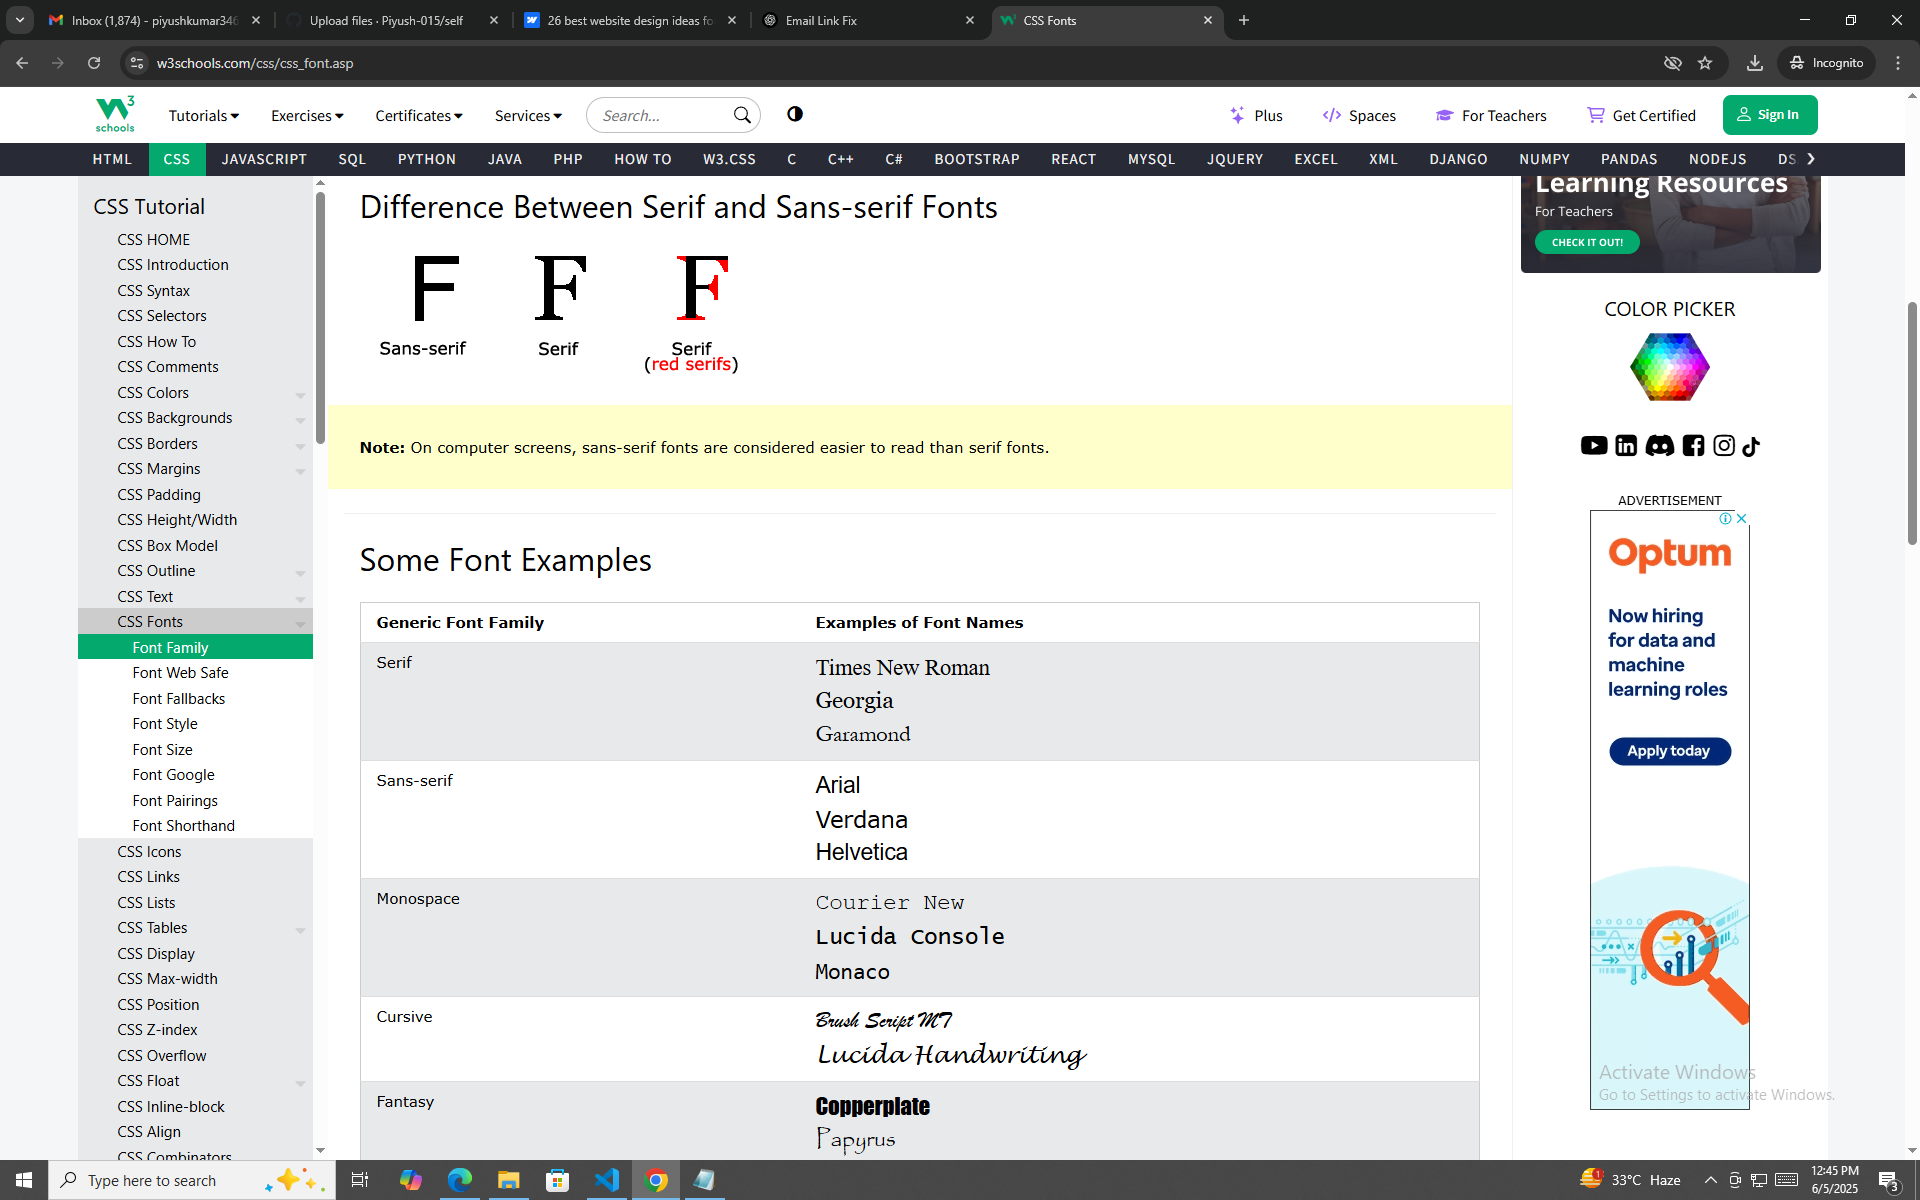 Inbox (1,874) - piyushkumar346
Upload files · Piyush-015/self
26 best website design ideas fo
Email Link Fix
CSS Fonts
w3schools.com/css/css_font.asp
Incognito
W3
schools
Tutorials
Exercises
Certificates
Services
Search...
Plus
Spaces
For Teachers
Get Certified
Sign In
HTML CSS JAVASCRIPT SQL PYTHON JAVA PHP HOW TO W3.CSS C C++ C# BOOTSTRAP REACT MYSQL JQUERY EXCEL XML DJANGO NUMPY PANDAS NODEJS DS
CSS Tutorial
CSS HOME
CSS Introduction
CSS Syntax
CSS Selectors
CSS How To
CSS Comments
CSS Colors
CSS Backgrounds
CSS Borders
CSS Margins
CSS Padding
CSS Height/Width
CSS Box Model
CSS Outline
CSS Text
CSS Fonts
Font Family
Font Web Safe
Font Fallbacks
Font Style
Font Size
Font Google
Font Pairings
Font Shorthand
CSS Icons
CSS Links
CSS Lists
CSS Tables
CSS Display
CSS Max-width
CSS Position
CSS Z-index
CSS Overflow
CSS Float
CSS Inline-block
CSS Align
CSS Combinators
Difference Between Serif and Sans-serif Fonts
F F F
Sans-serif Serif Serif
(red serifs)
Note: On computer screens, sans-serif fonts are considered easier to read than serif fonts.
Some Font Examples
Generic Font Family Examples of Font Names
Serif
Times New Roman
Georgia
Garamond
Sans-serif
Arial
Verdana
Helvetica
Monospace
Courier New
Lucida Console
Monaco
Cursive
Brush Script MT
Lucida Handwriting
Fantasy
Copperplate
Papyrus
Learning Resources
For Teachers
CHECK IT OUT!
COLOR PICKER
ADVERTISEMENT
Optum
Now hiring
for data and
machine
learning roles
Apply today
Activate Windows
Go to Settings to activate Windows.
Type here to search
1
33°C Haze
12:45 PM
6/5/2025
3